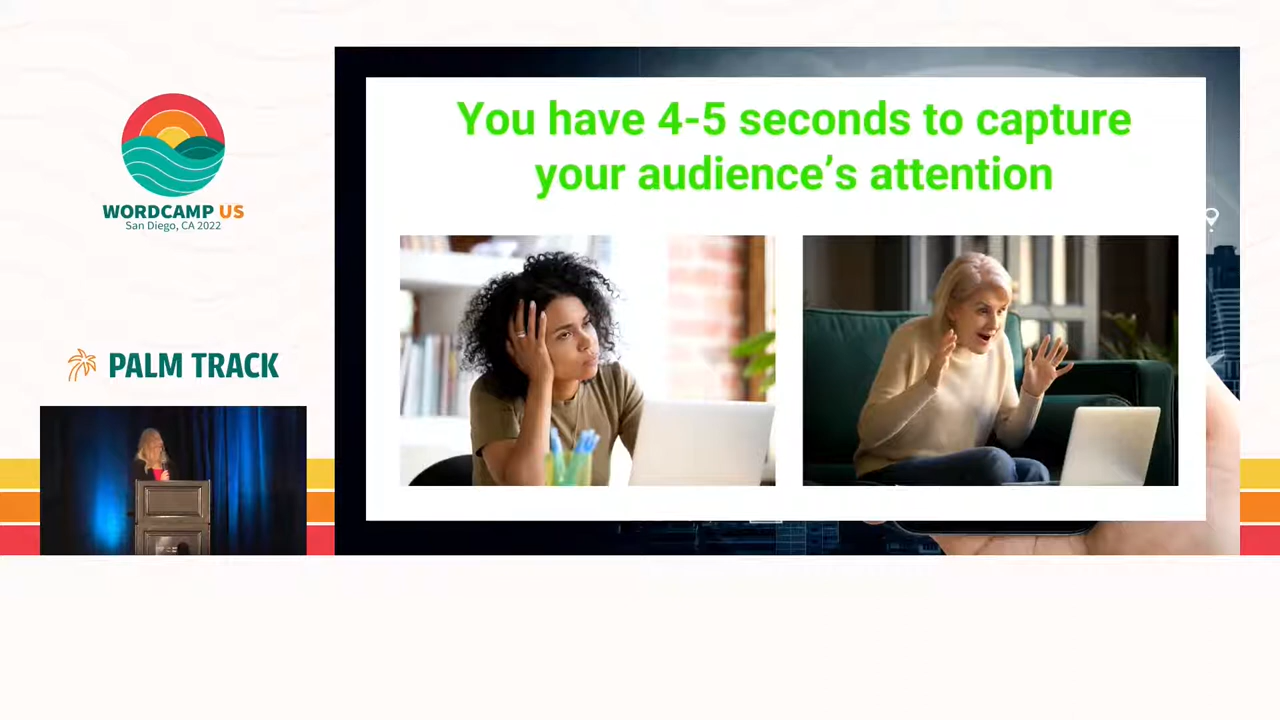 WORDCAMP US
San Diego, CA 2022
PALM TRACK
You have 4-5 seconds to capture
your audience’s attention